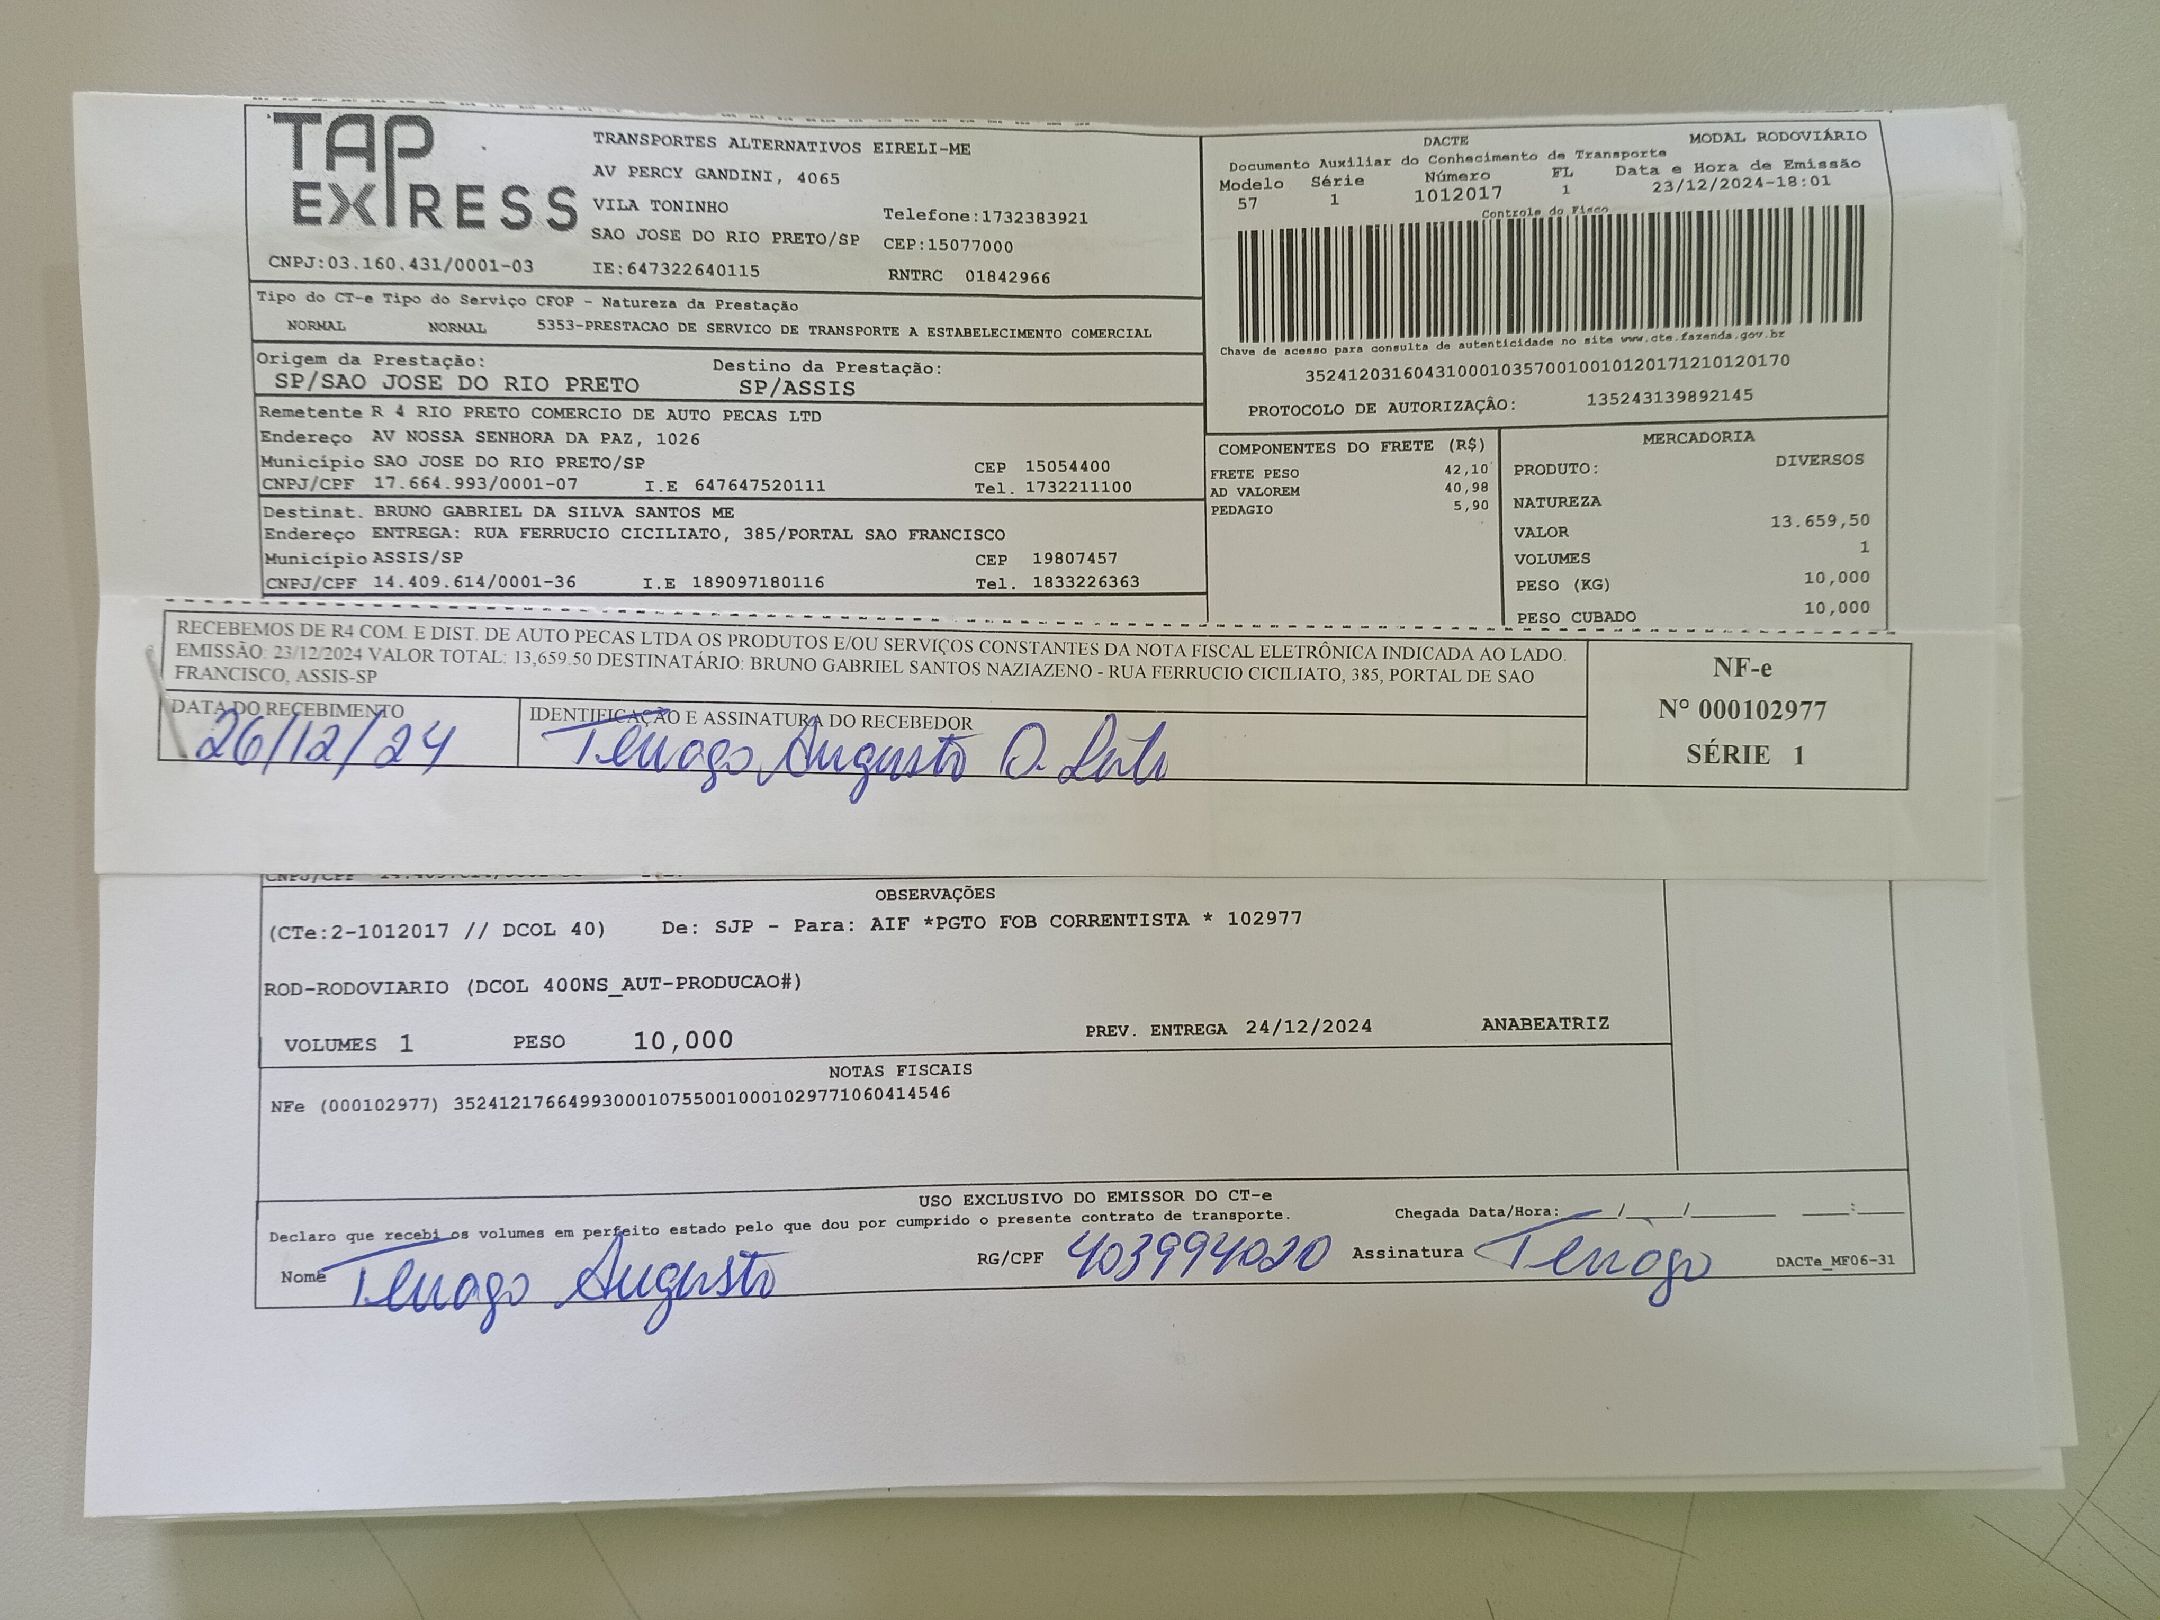 TAP EXPRESS
TRANSPORTES ALTERNATIVOS EIRELI-ME
AV PERCY GANDINI, 4065
VILA TONINHO
Telefone:1732383921
SAO JOSE DO RIO PRETO/SP CEP:15077000
CNPJ:03.160.431/0001-03 IE:647322640115 RNTRC 01842966
DACTE MODAL RODOVIÁRIO
Documento Auxiliar do Conhecimento de Transporte
Modelo Série Número FL Data e Hora de Emissão
57 1 1012017 1 23/12/2024-18:01
Controle do Fisco
Chave de acesso para consulta de autenticidade no site www.cte.fazenda.gov.br
35241203160431000103570010010120171210120170
PROTOCOLO DE AUTORIZAÇÂO: 135243139892145
Tipo do CT-e Tipo do Serviço CFOP - Natureza da Prestação
NORMAL NORMAL 5353-PRESTACAO DE SERVICO DE TRANSPORTE A ESTABELECIMENTO COMERCIAL
Origem da Prestação: Destino da Prestação:
SP/SAO JOSE DO RIO PRETO SP/ASSIS
Remetente R 4 RIO PRETO COMERCIO DE AUTO PECAS LTD
Endereço AV NOSSA SENHORA DA PAZ, 1026
Município SAO JOSE DO RIO PRETO/SP CEP 15054400
CNPJ/CPF 17.664.993/0001-07 I.E 647647520111 Tel. 1732211100
Destinat. BRUNO GABRIEL DA SILVA SANTOS ME
Endereço ENTREGA: RUA FERRUCIO CICILIATO, 385/PORTAL SAO FRANCISCO
Município ASSIS/SP CEP 19807457
CNPJ/CPF 14.409.614/0001-36 I.E 189097180116 Tel. 1833226363
COMPONENTES DO FRETE (R$)
FRETE PESO 42,10
AD VALOREM 40,98
PEDAGIO 5,90
MERCADORIA
PRODUTO: DIVERSOS
NATUREZA
VALOR 13.659,50
VOLUMES 1
PESO (KG) 10,000
PESO CUBADO 10,000
RECEBEMOS DE R4 COM. E DIST. DE AUTO PECAS LTDA OS PRODUTOS E/OU SERVIÇOS CONSTANTES DA NOTA FISCAL ELETRÔNICA INDICADA AO LADO.
EMISSÃO: 23/12/2024 VALOR TOTAL: 13,659.50 DESTINATÁRIO: BRUNO GABRIEL SANTOS NAZIAZENO - RUA FERRUCIO CICILIATO, 385, PORTAL DE SAO
FRANCISCO, ASSIS-SP
DATA DO RECEBIMENTO IDENTIFICAÇÃO E ASSINATURA DO RECEBEDOR
26/12/24 Augusto O.
NF-e
N° 000102977
SÉRIE 1
CNPJ/CPF
OBSERVAÇÕES
(CTe:2-1012017 // DCOL 40) De: SJP - Para: AIF *PGTO FOB CORRENTISTA * 102977
ROD-RODOVIARIO (DCOL 400NS_AUT-PRODUCAO#)
VOLUMES 1 PESO 10,000 PREV. ENTREGA 24/12/2024 ANABEATRIZ
NOTAS FISCAIS
NFe (000102977) 35241217664993000107550010001029771060414546
USO EXCLUSIVO DO EMISSOR DO CT-e
Declaro que recebi os volumes em perfeito estado pelo que dou por cumprido o presente contrato de transporte. Chegada Data/Hora: __/__/____ __:__
Nome Augusto RG/CPF 403994020 Assinatura DACTe_MF06-31